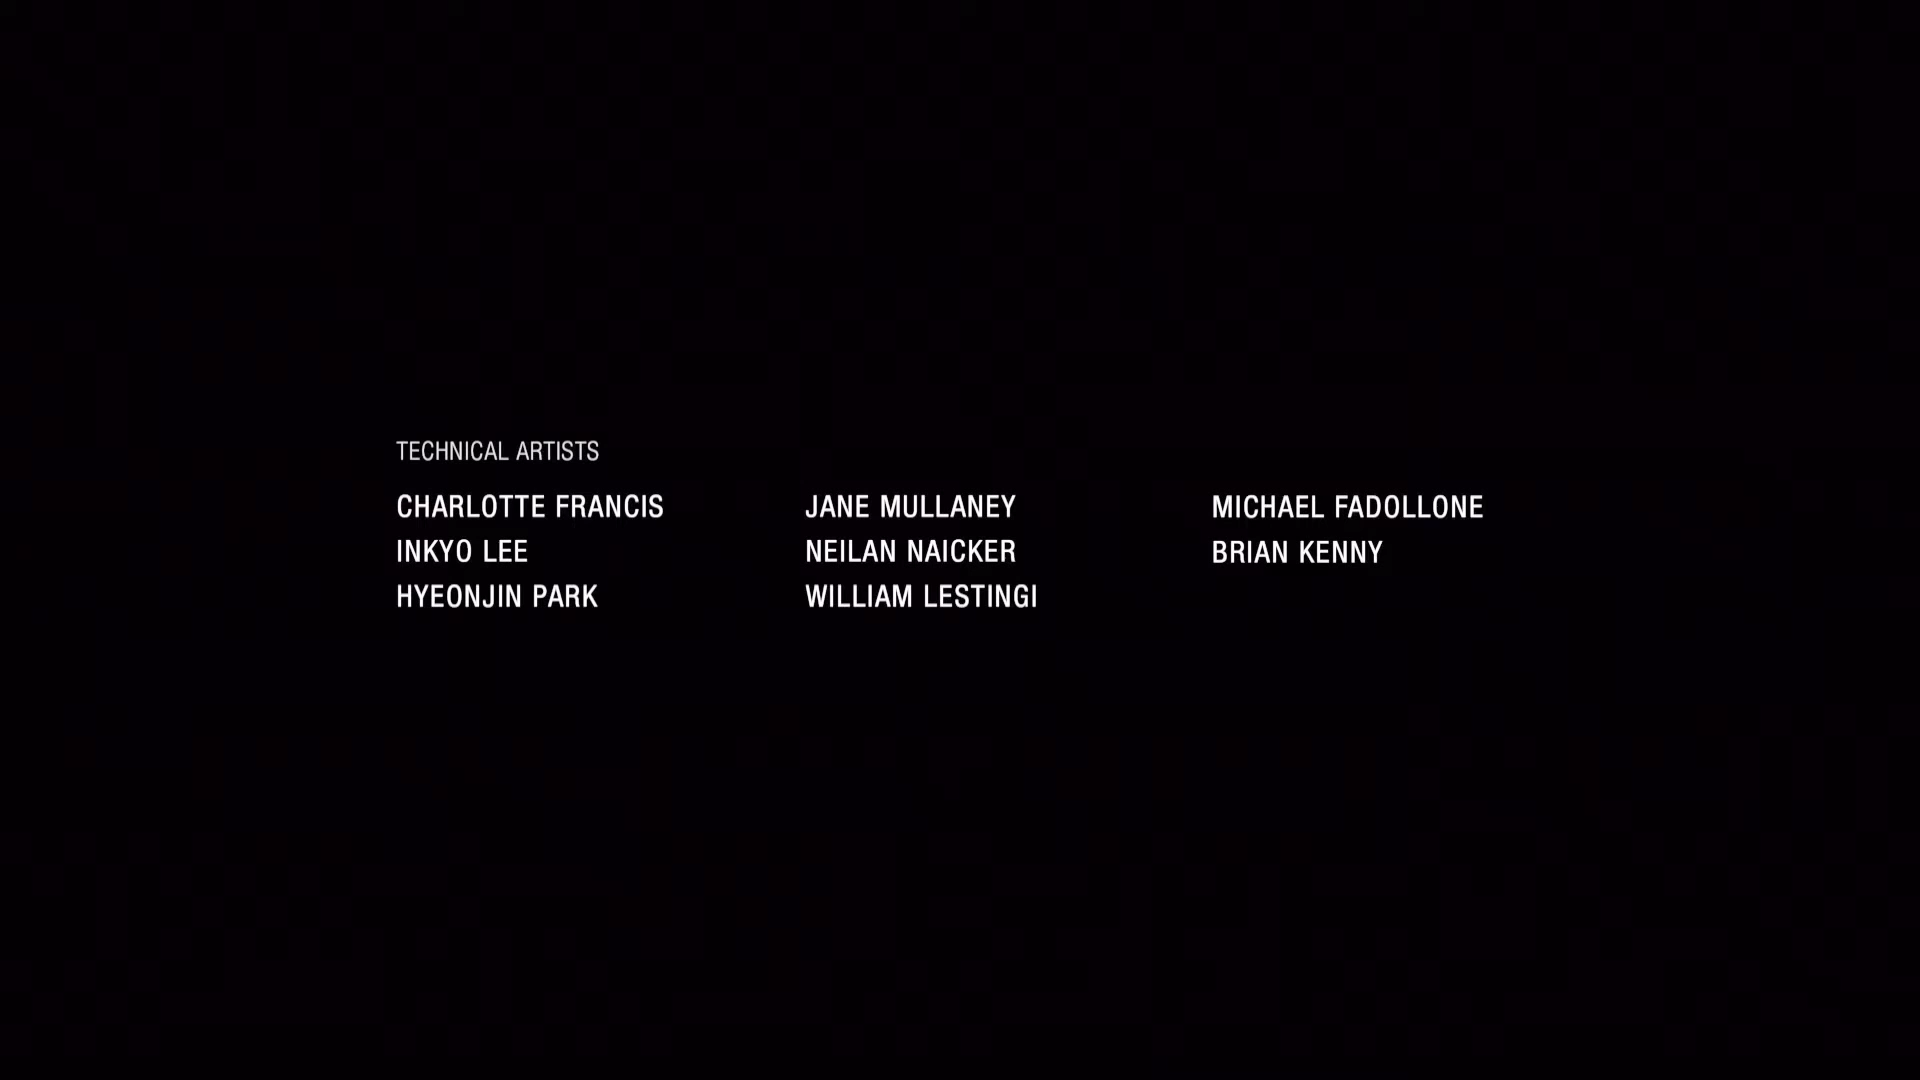 TECHNICAL ARTISTS
CHARLOTTE FRANCIS
INKYO LEE
HYEONJIN PARK
JANE MULLANEY
NEILAN NAICKER
WILLIAM LESTINGI
MICHAEL FADOLLONE
BRIAN KENNY